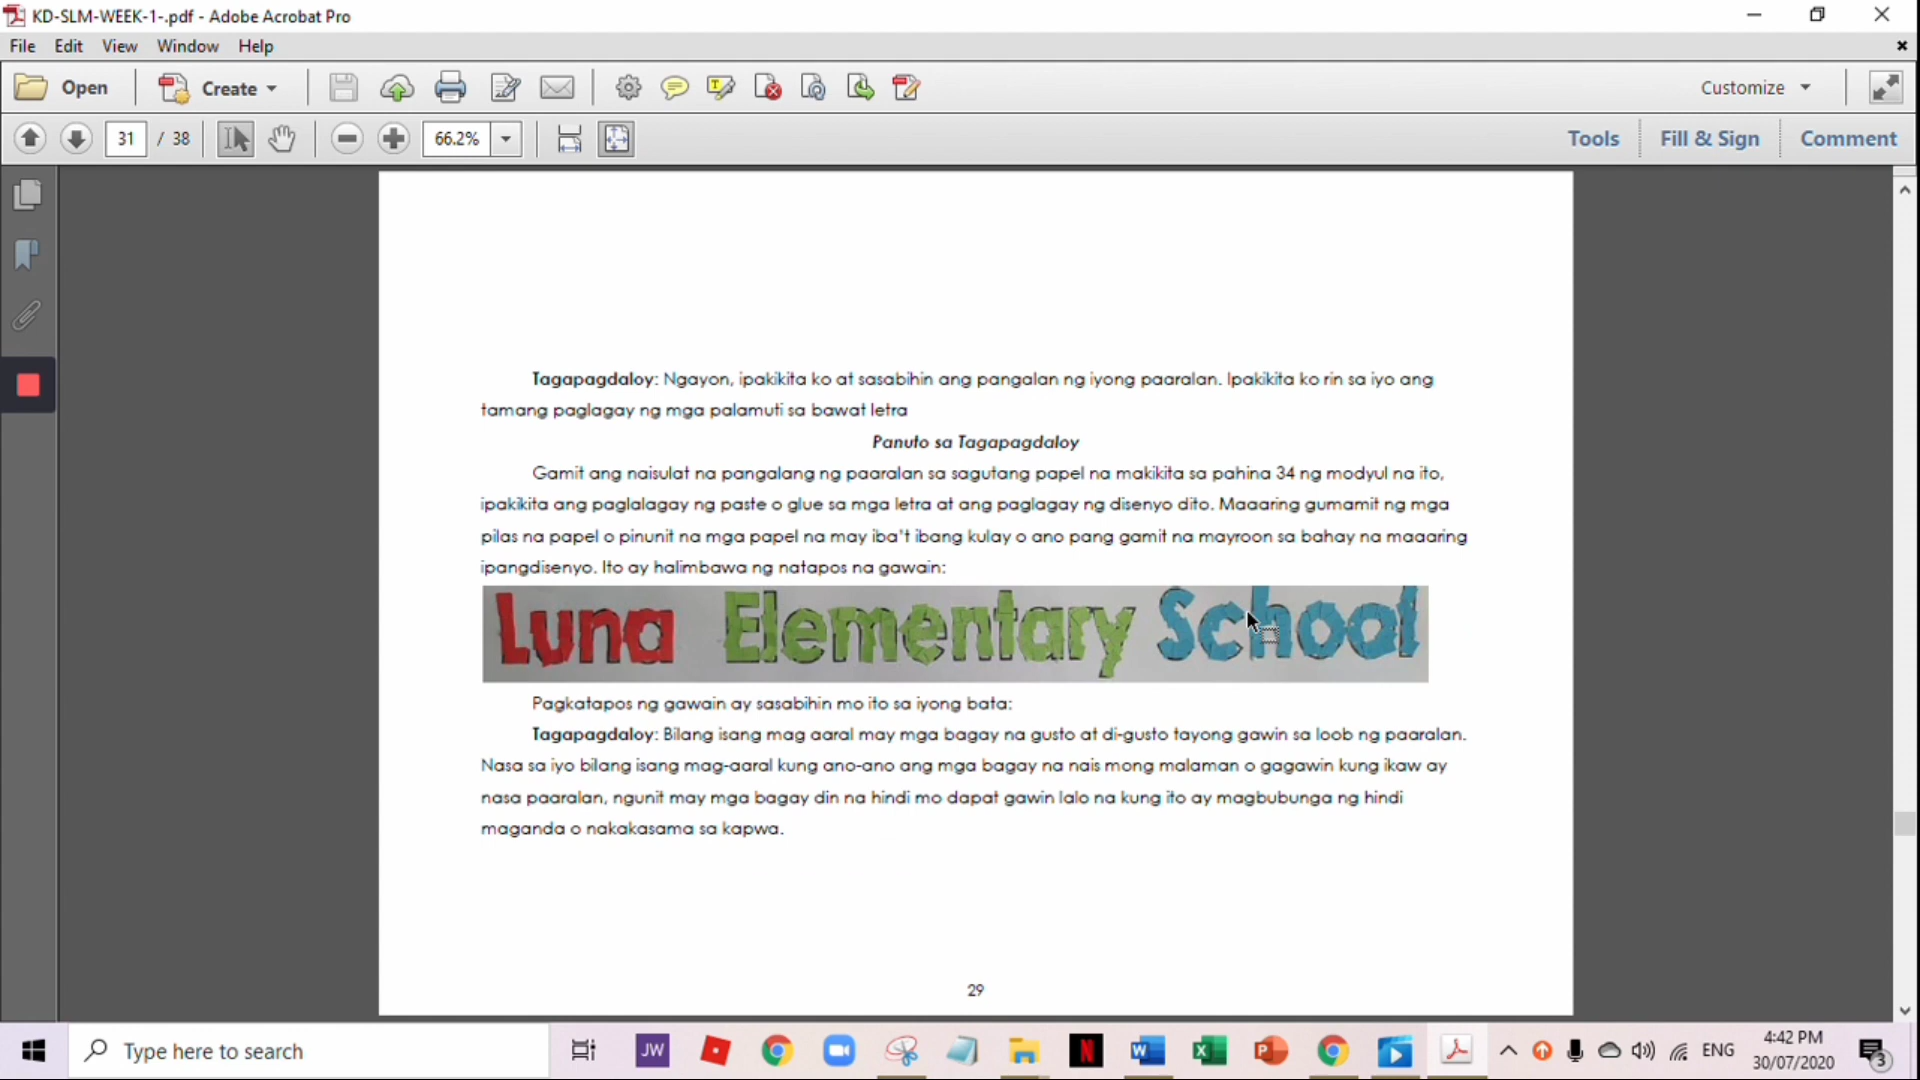 KD-SLM-WEEK-1-.pdf - Adobe Acrobat Pro
File Edit View Window Help
Open Create Customize
31 / 38 66.2% Tools Fill & Sign Comment
Tagapagdaloy: Ngayon, ipakikita ko at sasabihin ang pangalan ng iyong paaralan. Ipakikita ko rin sa iyo ang
tamang paglagay ng mga palamuti sa bawat letra
Panuto sa Tagapagdaloy
Gamit ang naisulat na pangalang ng paaralan sa sagutang papel na makikita sa pahina 34 ng modyul na ito,
ipakikita ang paglalagay ng paste o glue sa mga letra at ang paglagay ng disenyo dito. Maaaring gumamit ng mga
pilas na papel o pinunit na mga papel na may iba't ibang kulay o ano pang gamit na mayroon sa bahay na maaaring
ipangdisenyo. Ito ay halimbawa ng natapos na gawain:
Luna Elementary School
Pagkatapos ng gawain ay sasabihin mo ito sa iyong bata:
Tagapagdaloy: Bilang isang mag aaral may mga bagay na gusto at di-gusto tayong gawin sa loob ng paaralan.
Nasa sa iyo bilang isang mag-aaral kung ano-ano ang mga bagay na nais mong malaman o gagawin kung ikaw ay
nasa paaralan, ngunit may mga bagay din na hindi mo dapat gawin lalo na kung ito ay magbubunga ng hindi
maganda o nakakasama sa kapwa.
29
Type here to search JW N W X P ENG 4:42 PM
30/07/2020 3